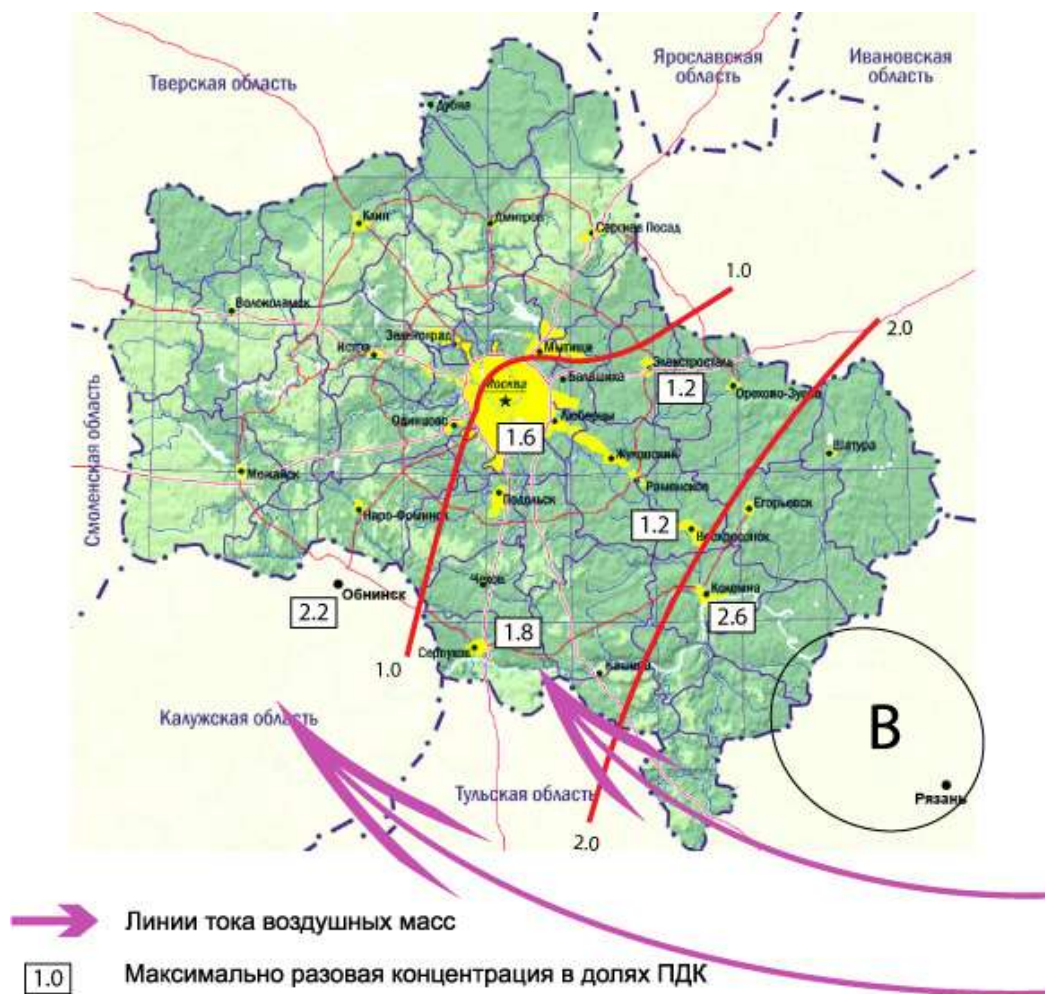 Ярославская
область
Ивановская
область
Тверская область
Дубна
Клин
Дмитров
Сергиев Посад
1.0
Волоколамск
2.0
Зеленоград
Мытищи
Истра
Электросталь
Балашиха
1.2
Москва
Орехово-Зуево
Одинцово
Люберцы
1.6
Шатура
Смоленская область
Жуковский
Можайск
Раменское
Подольск
Наро-Фоминск
Егорьевск
1.2
Воскресенск
Чехов
Обнинск
Коломна
2.2
2.6
1.8
Серпухов
1.0
Кашира
Калужская область
В
Рязань
Тульская область
2.0
Линии тока воздушных масс
1.0
Максимально разовая концентрация в долях ПДК